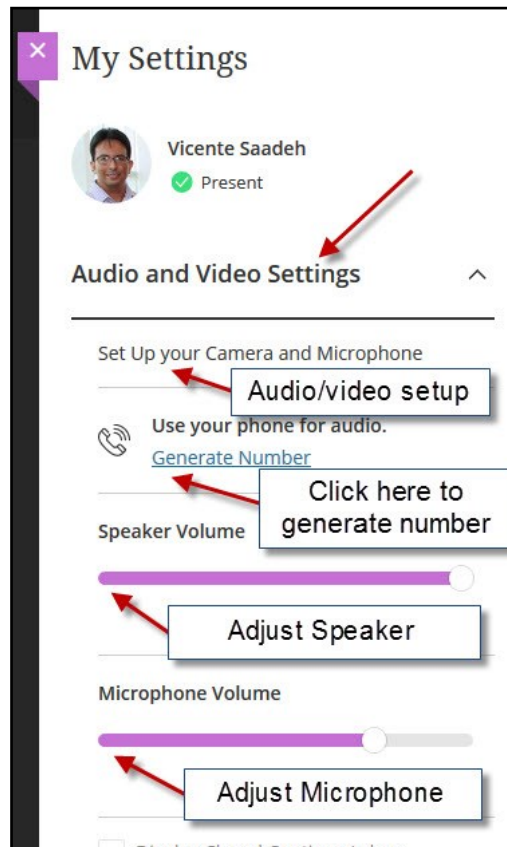 My Settings
Vicente Saadeh
Present
Audio and Video Settings
Set Up your Camera and Microphone
Audio/video setup
Use your phone for audio.
Generate Number
Click here to
generate number
Speaker Volume
Adjust Speaker
Microphone Volume
Adjust Microphone